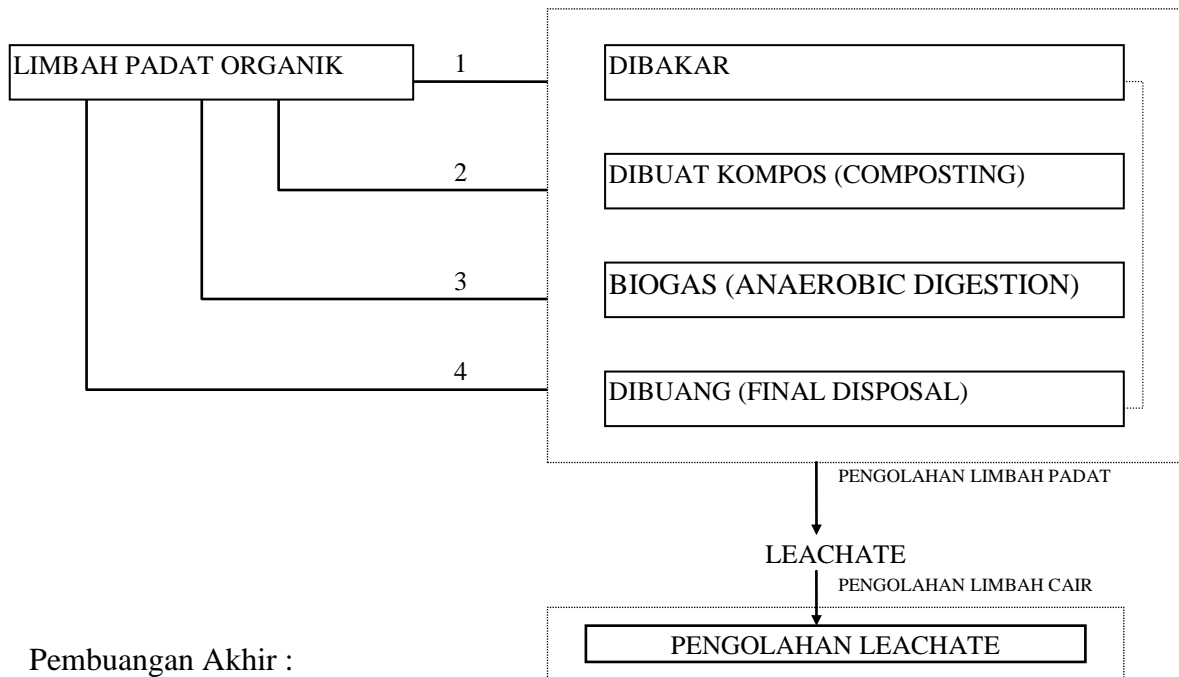 LIMBAH PADAT ORGANIK
1
DIBAKAR
2
DIBUAT KOMPOS (COMPOSTING)
3
BIOGAS (ANAEROBIC DIGESTION)
4
DIBUANG (FINAL DISPOSAL)
PENGOLAHAN LIMBAH PADAT
LEACHATE
PENGOLAHAN LIMBAH CAIR
PENGOLAHAN LEACHATE
Pembuangan Akhir :